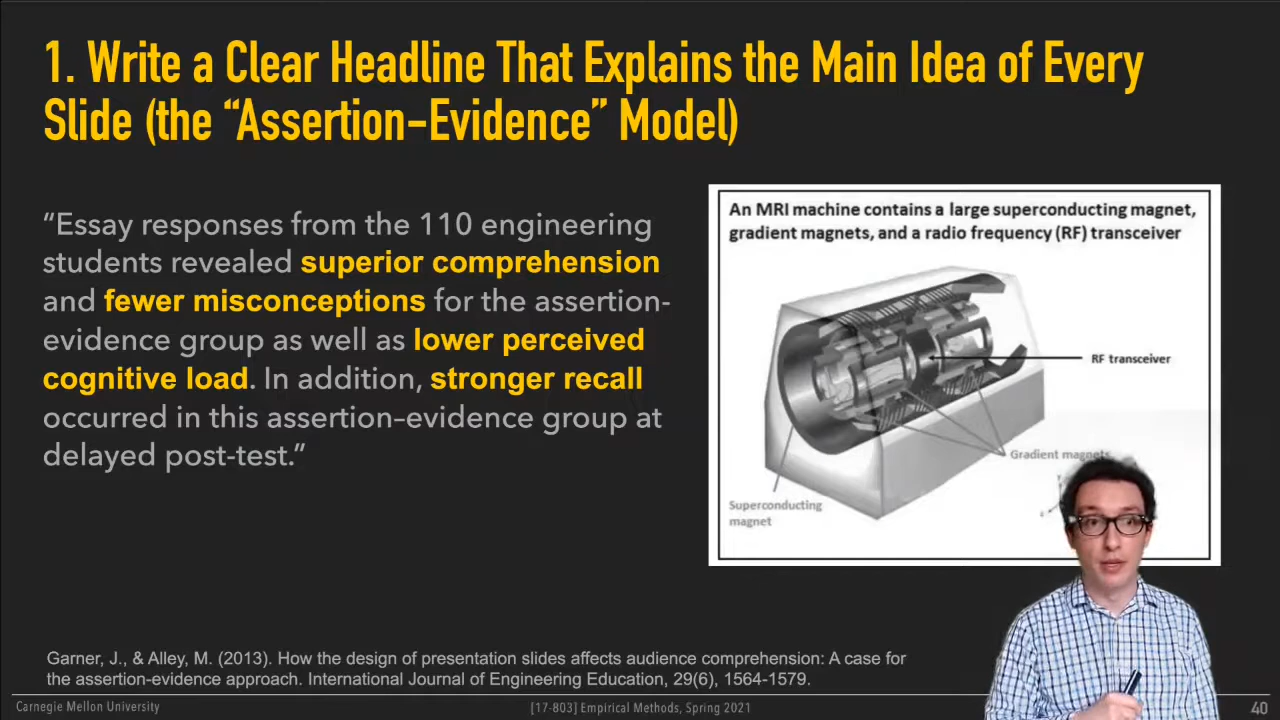 1. Write a Clear Headline That Explains the Main Idea of Every
Slide (the “Assertion-Evidence” Model)
“Essay responses from the 110 engineering
students revealed superior comprehension
and fewer misconceptions for the assertion-
evidence group as well as lower perceived
cognitive load. In addition, stronger recall
occurred in this assertion–evidence group at
delayed post-test.”
An MRI machine contains a large superconducting magnet,
gradient magnets, and a radio frequency (RF) transceiver
RF transceiver
Gradient magnets
Superconducting
magnet
Garner, J., & Alley, M. (2013). How the design of presentation slides affects audience comprehension: A case for
the assertion-evidence approach. International Journal of Engineering Education, 29(6), 1564-1579.
Carnegie Mellon University
[17-803] Empirical Methods, Spring 2021
40